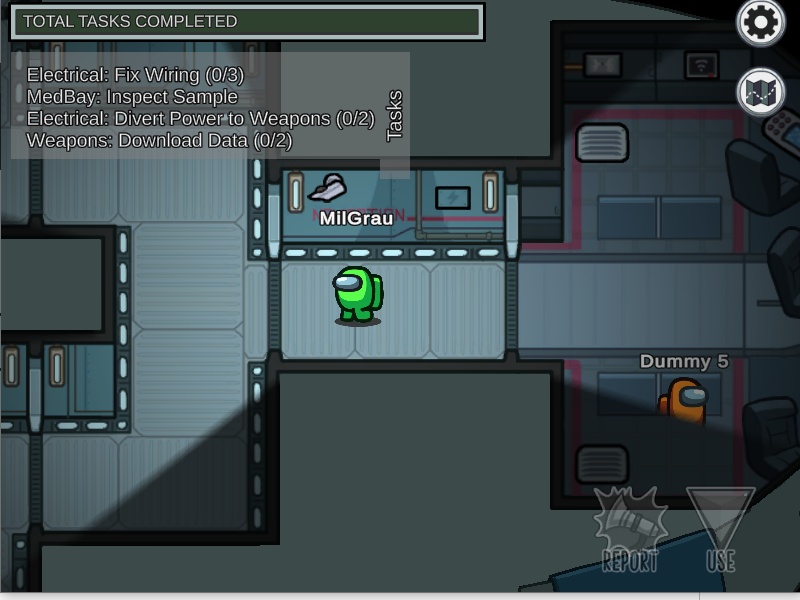 TOTAL TASKS COMPLETED
Electrical: Fix Wiring (0/3)
MedBay: Inspect Sample
Electrical: Divert Power to Weapons (0/2)
Weapons: Download Data (0/2)
Tasks
MilGrau
Dummy 5
REPORT
USE